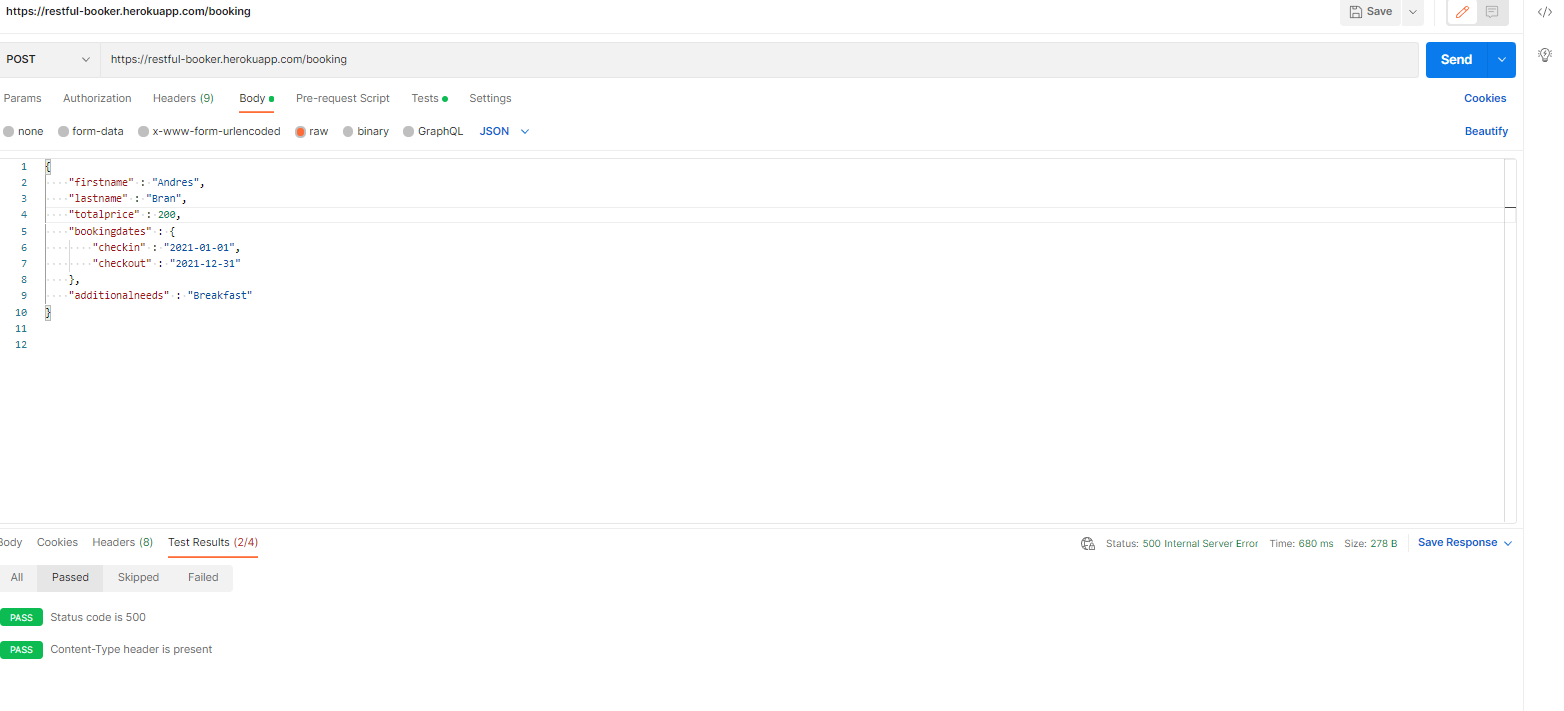 https://restful-booker.herokuapp.com/booking
Save
POST
https://restful-booker.herokuapp.com/booking
Send
Params Authorization Headers (9) Body Pre-request Script Tests Settings Cookies
none form-data x-www-form-urlencoded raw binary GraphQL JSON Beautify
1 {
2 "firstname" : "Andres",
3 "lastname" : "Bran",
4 "totalprice" : 200,
5 "bookingdates" : {
6 "checkin" : "2021-01-01",
7 "checkout" : "2021-12-31"
8 },
9 "additionalneeds" : "Breakfast"
10 }
11
12
Body Cookies Headers (8) Test Results (2/4) Status: 500 Internal Server Error Time: 680 ms Size: 278 B Save Response
All Passed Skipped Failed
PASS Status code is 500
PASS Content-Type header is present